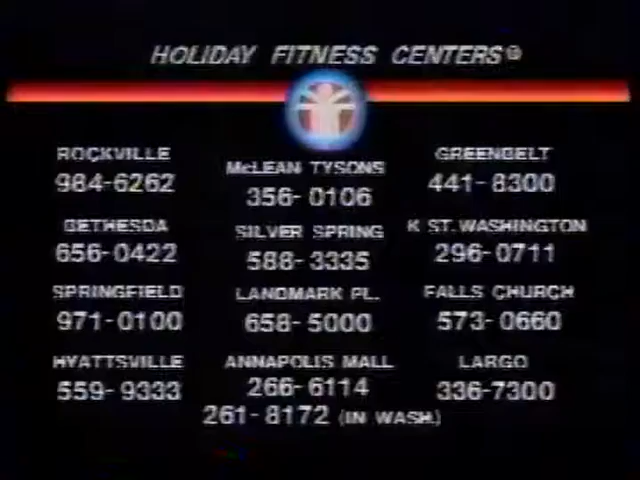 HOLIDAY FITNESS CENTERS®
ROCKVILLE
984-6262
McLEAN TYSONS
356-0106
GREENBELT
441-8300
BETHESDA
656-0422
SILVER SPRING
588-3335
K ST. WASHINGTON
296-0711
SPRINGFIELD
971-0100
LANDMARK PL.
658-5000
FALLS CHURCH
573-0660
HYATTSVILLE
559-9333
ANNAPOLIS MALL
266-6114
261-8172 (IN WASH.)
LARGO
336-7300